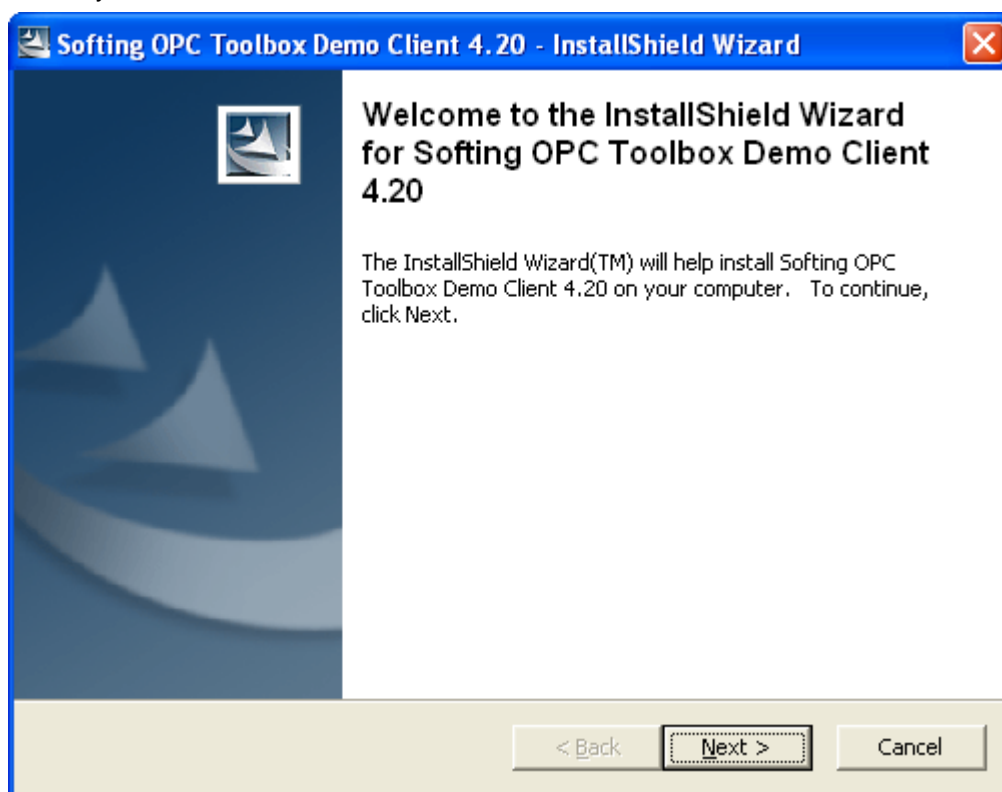 Softing OPC Toolbox Demo Client 4.20 - InstallShield Wizard
Welcome to the InstallShield Wizard
for Softing OPC Toolbox Demo Client
4.20
The InstallShield Wizard(TM) will help install Softing OPC
Toolbox Demo Client 4.20 on your computer. To continue,
click Next.
< Back Next > Cancel